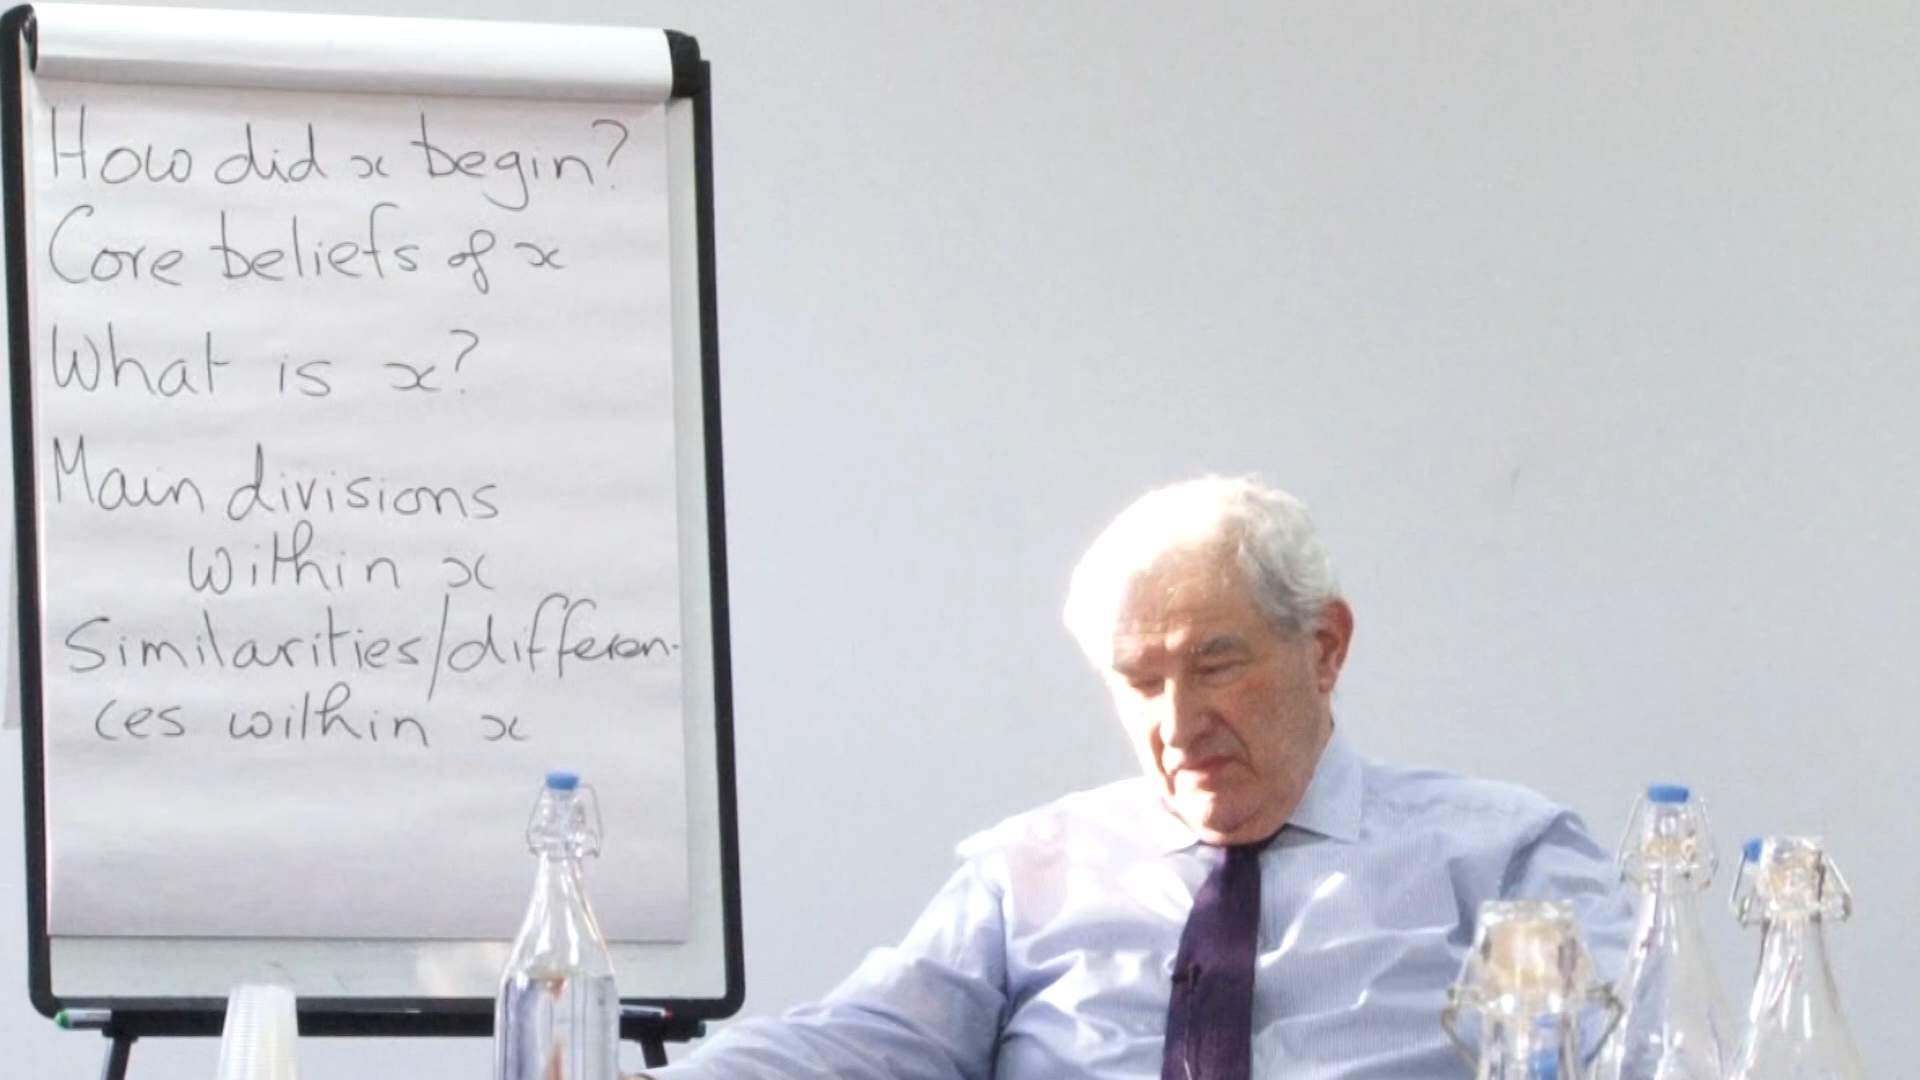 How did x begin?
Core beliefs of x
What is x?
Main divisions
within x
Similarities/differen-
ces within x